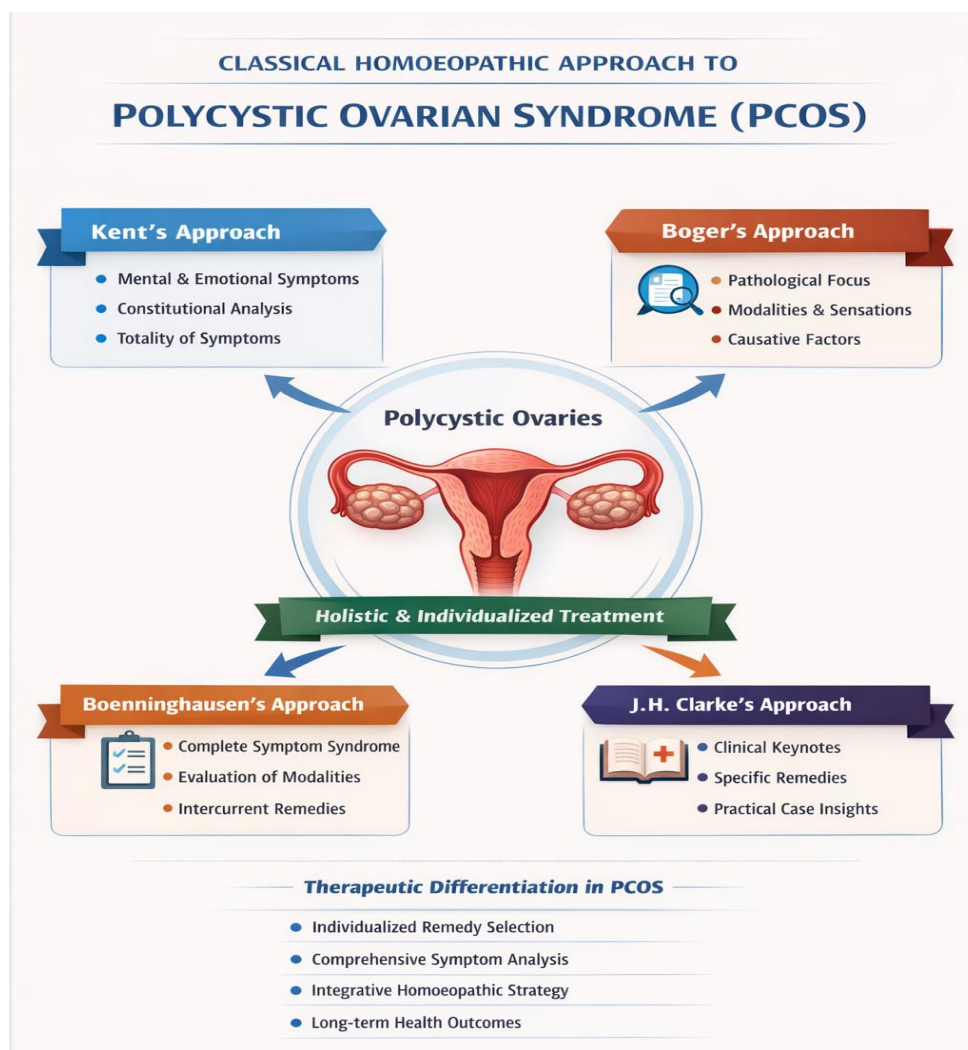 CLASSICAL HOMOEOPATHIC APPROACH TO
POLYCYSTIC OVARIAN SYNDROME (PCOS)
Kent's Approach
Mental & Emotional Symptoms
Constitutional Analysis
Totality of Symptoms
Boger's Approach
Pathological Focus
Modalities & Sensations
Causative Factors
Polycystic Ovaries
Holistic & Individualized Treatment
Boenninghausen's Approach
Complete Symptom Syndrome
Evaluation of Modalities
Intercurrent Remedies
J.H. Clarke's Approach
Clinical Keynotes
Specific Remedies
Practical Case Insights
Therapeutic Differentiation in PCOS
Individualized Remedy Selection
Comprehensive Symptom Analysis
Integrative Homoeopathic Strategy
Long-term Health Outcomes